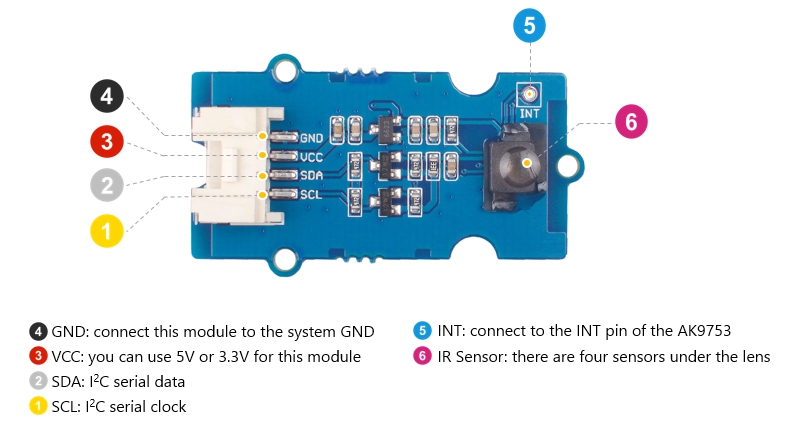 5
4
6
INT
3
GND
VCC
2
SDA
SCL
1
4 GND: connect this module to the system GND
3 VCC: you can use 5V or 3.3V for this module
2 SDA: I²C serial data
1 SCL: I²C serial clock
5 INT: connect to the INT pin of the AK9753
6 IR Sensor: there are four sensors under the lens